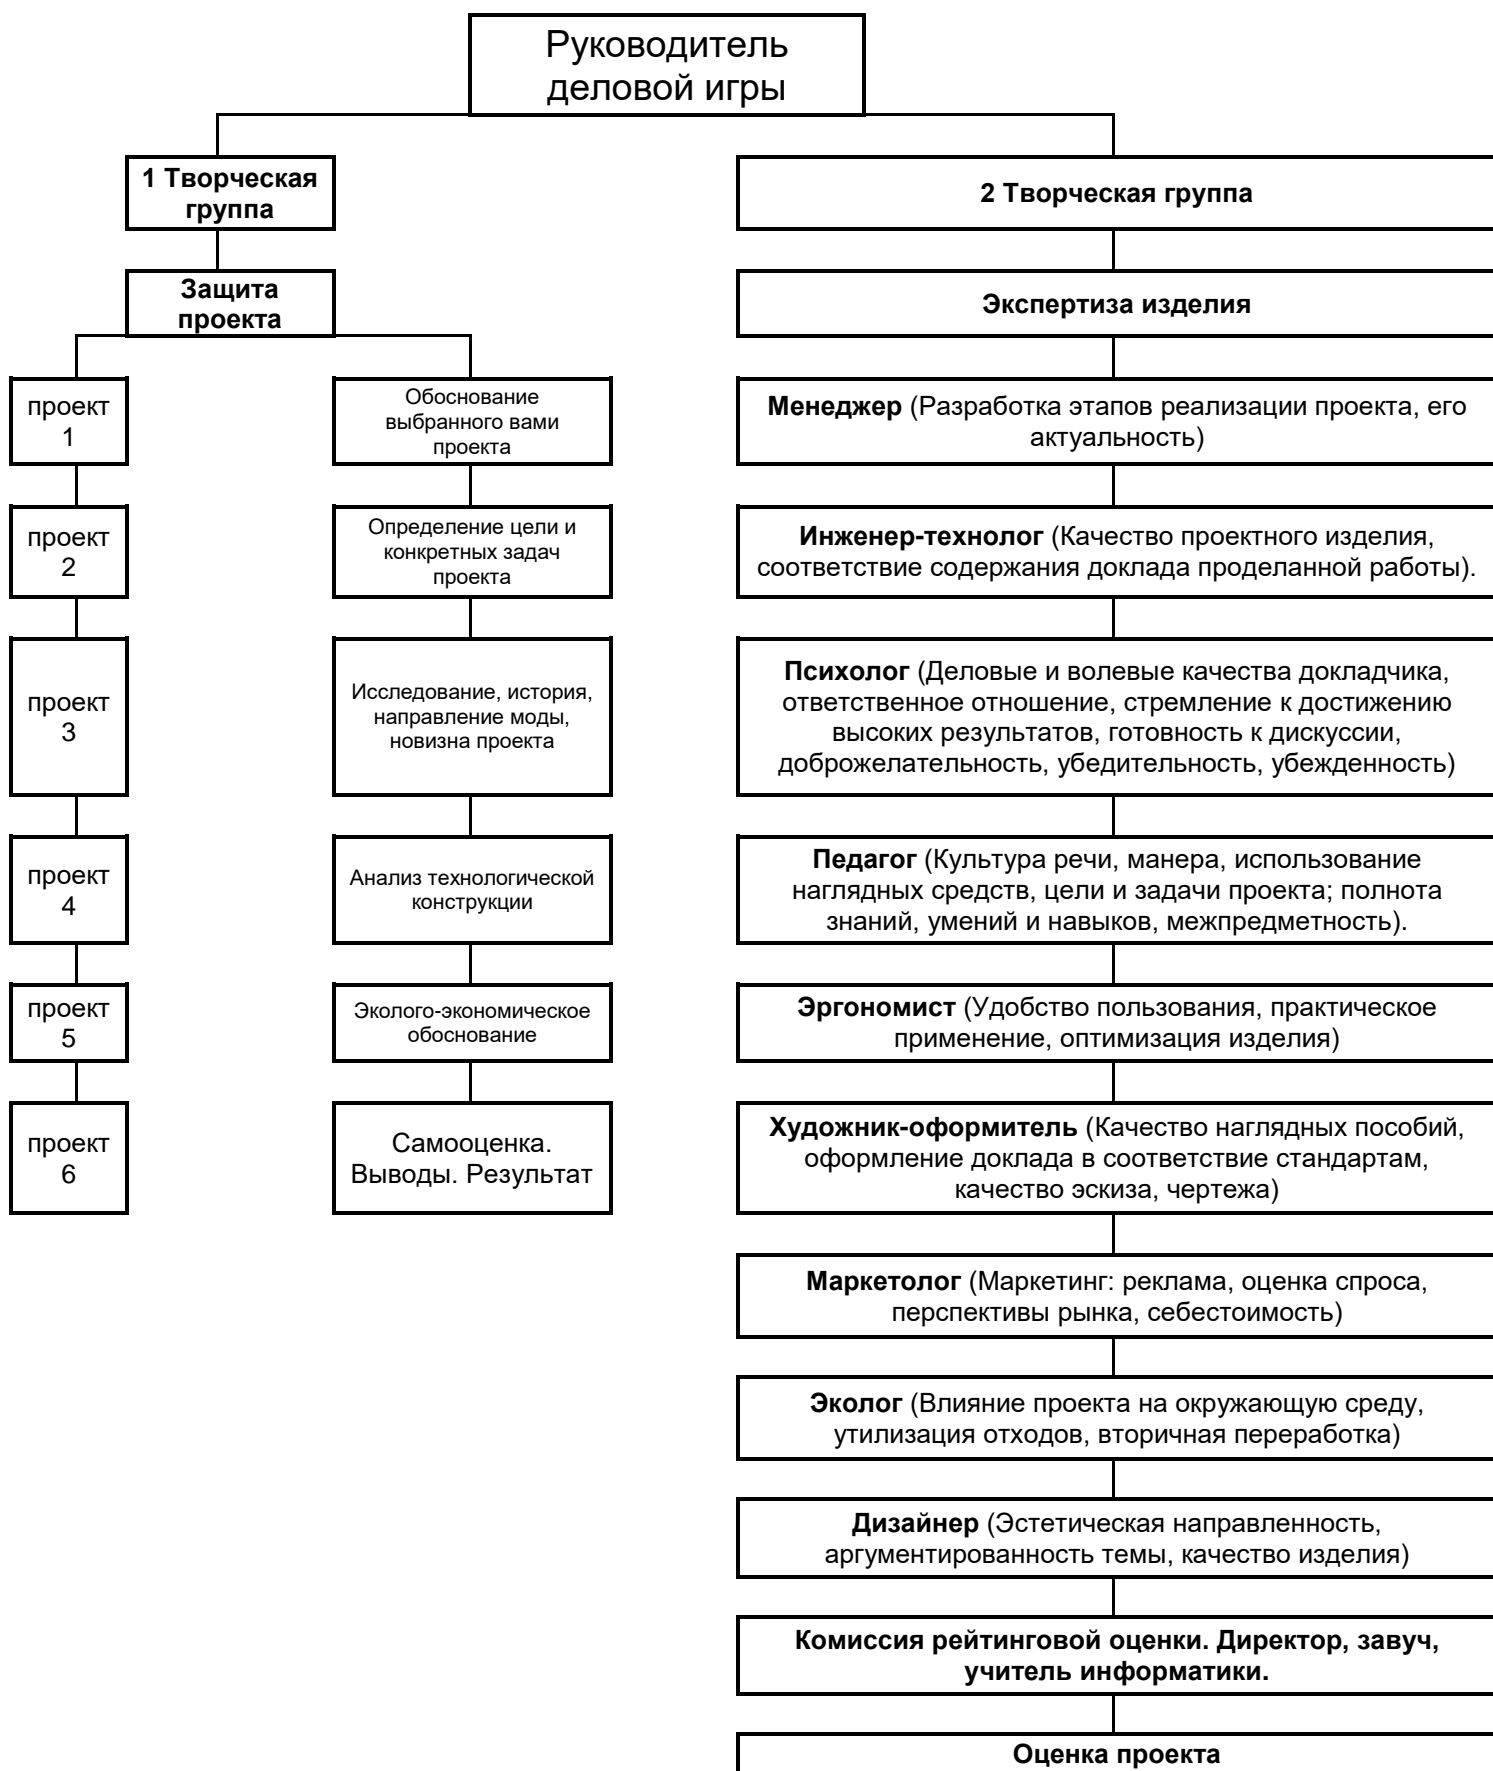 Руководитель
деловой игры
1 Творческая
группа
2 Творческая группа
Защита
проекта
Экспертиза изделия
проект
1
Обоснование
выбранного вами
проекта
Менеджер (Разработка этапов реализации проекта, его
актуальность)
проект
2
Определение цели и
конкретных задач
проекта
Инженер-технолог (Качество проектного изделия,
соответствие содержания доклада проделанной работы).
проект
3
Исследование, история,
направление моды,
новизна проекта
Психолог (Деловые и волевые качества докладчика,
ответственное отношение, стремление к достижению
высоких результатов, готовность к дискуссии,
доброжелательность, убедительность, убежденность)
проект
4
Анализ технологической
конструкции
Педагог (Культура речи, манера, использование
наглядных средств, цели и задачи проекта; полнота
знаний, умений и навыков, межпредметность).
проект
5
Эколого-экономическое
обоснование
Эргономист (Удобство пользования, практическое
применение, оптимизация изделия)
проект
6
Самооценка.
Выводы. Результат
Художник-оформитель (Качество наглядных пособий,
оформление доклада в соответствие стандартам,
качество эскиза, чертежа)
Маркетолог (Маркетинг: реклама, оценка спроса,
перспективы рынка, себестоимость)
Эколог (Влияние проекта на окружающую среду,
утилизация отходов, вторичная переработка)
Дизайнер (Эстетическая направленность,
аргументированность темы, качество изделия)
Комиссия рейтинговой оценки. Директор, завуч,
учитель информатики.
Оценка проекта